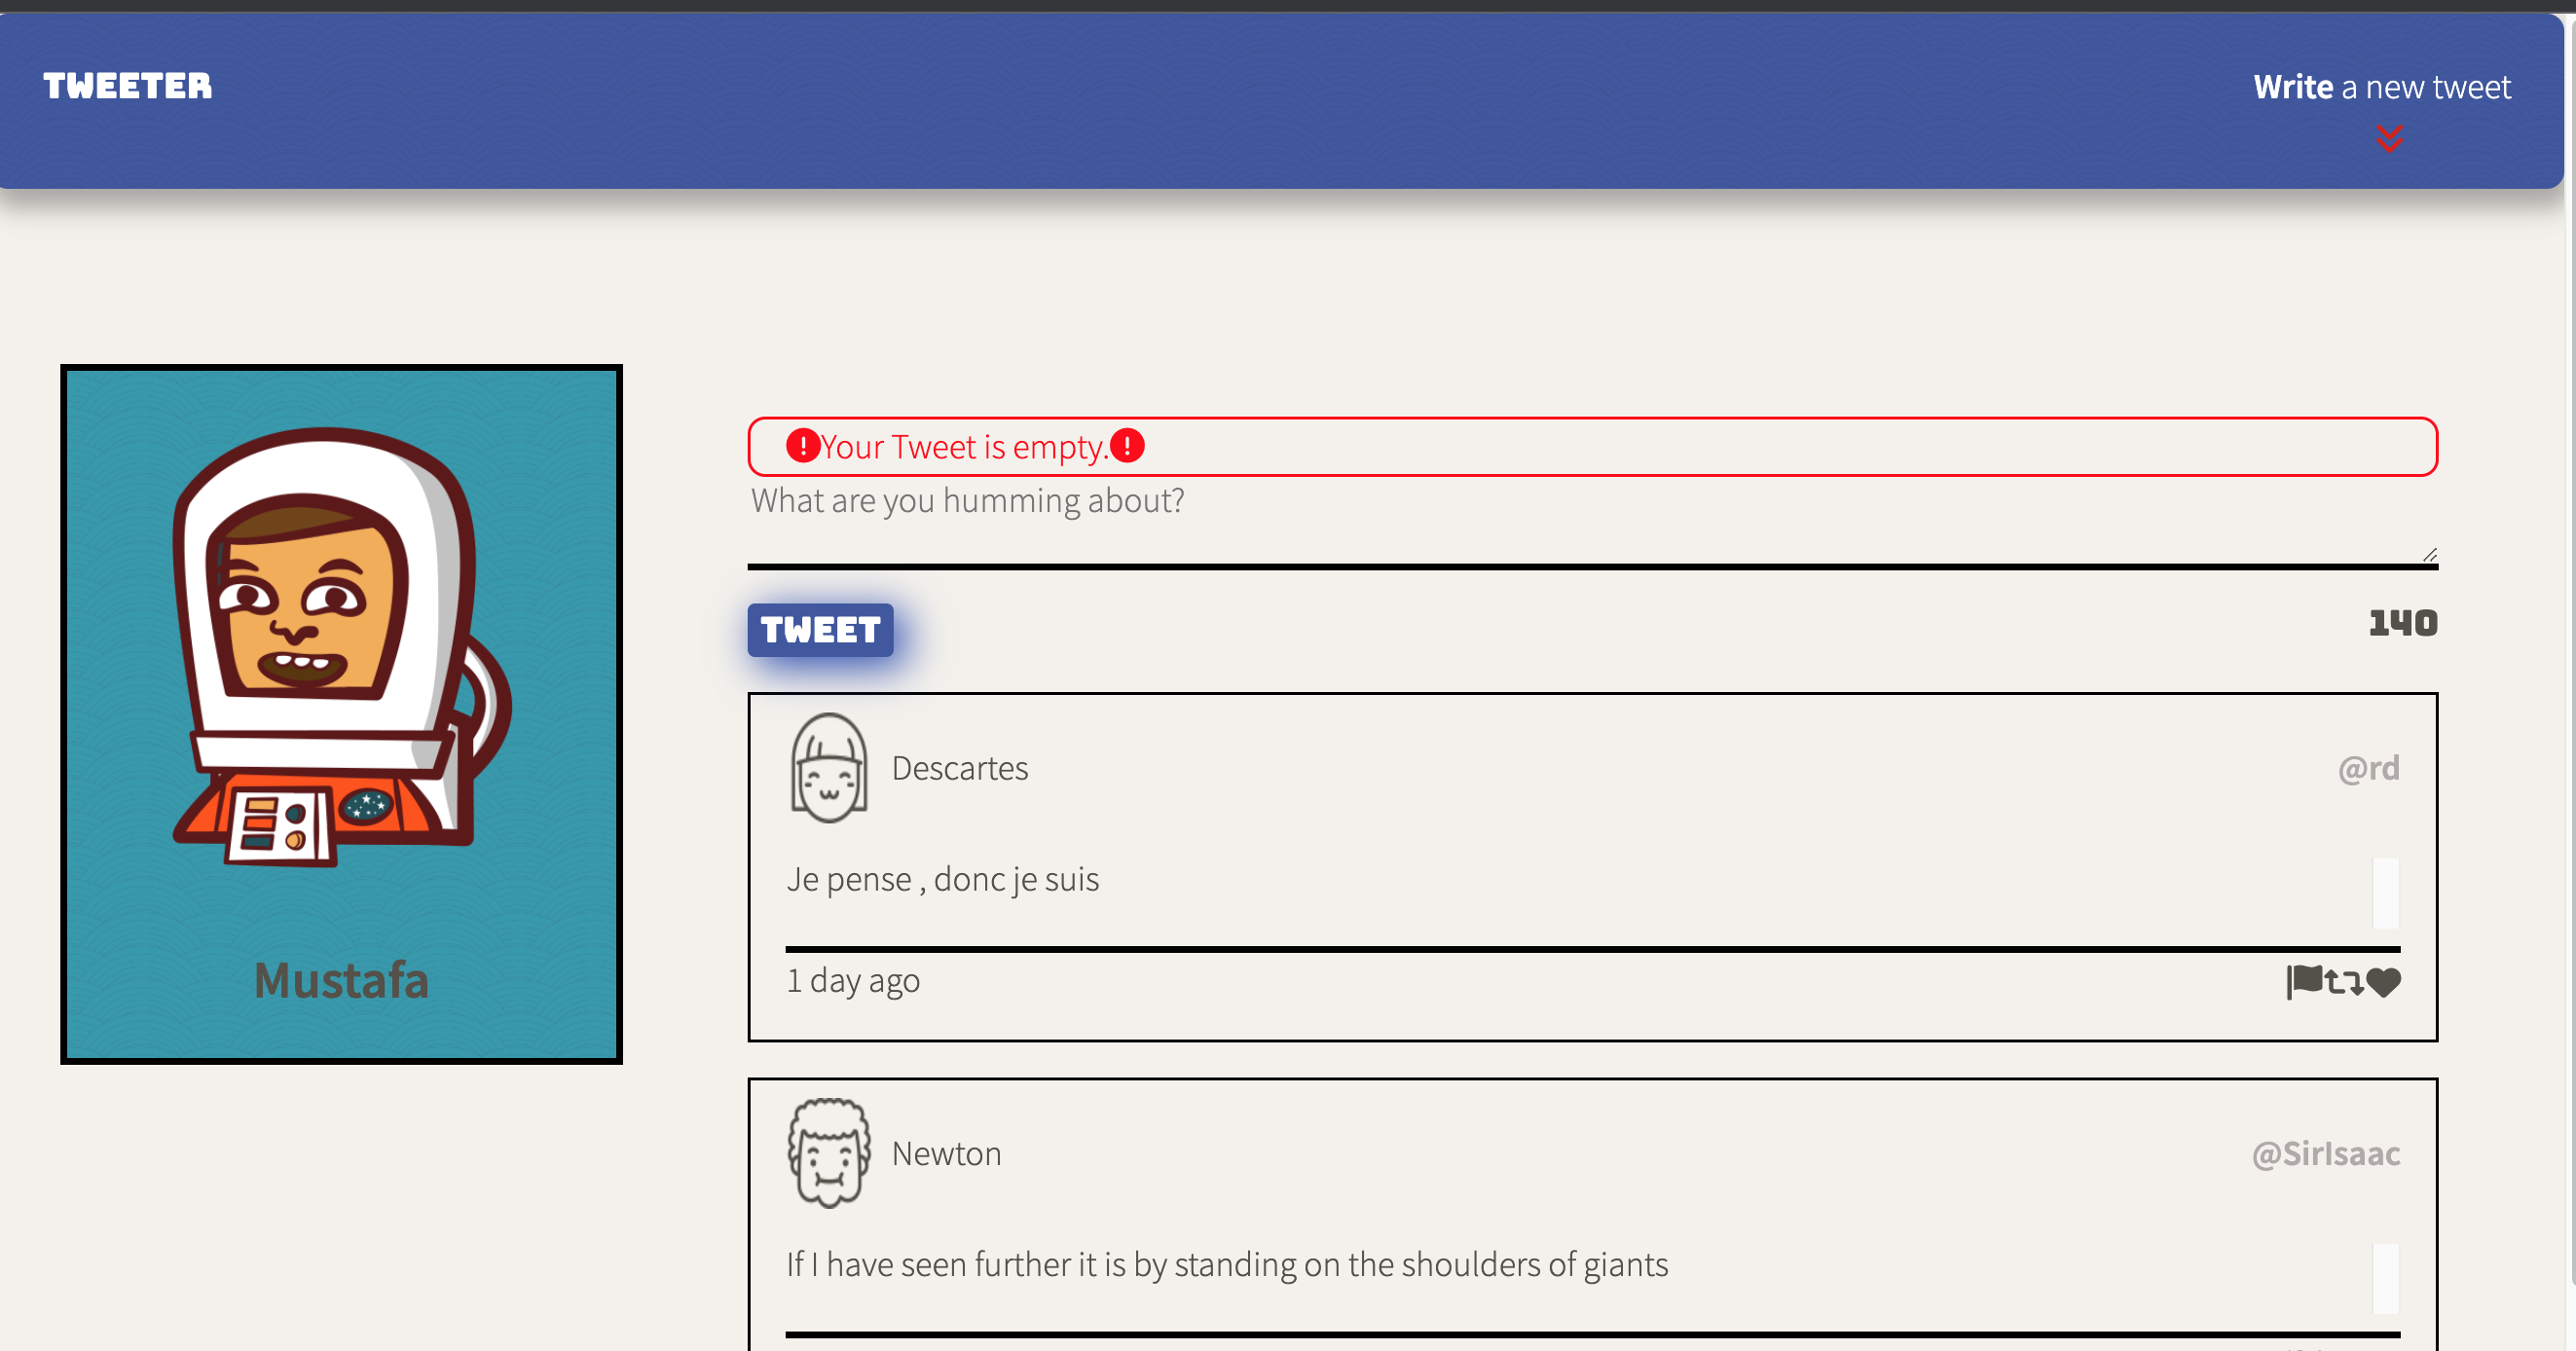 TWEETER
Write a new tweet
Mustafa
Your Tweet is empty.
What are you humming about?
TWEET
140
Descartes
@rd
Je pense , donc je suis
1 day ago
Newton
@SirIsaac
If I have seen further it is by standing on the shoulders of giants